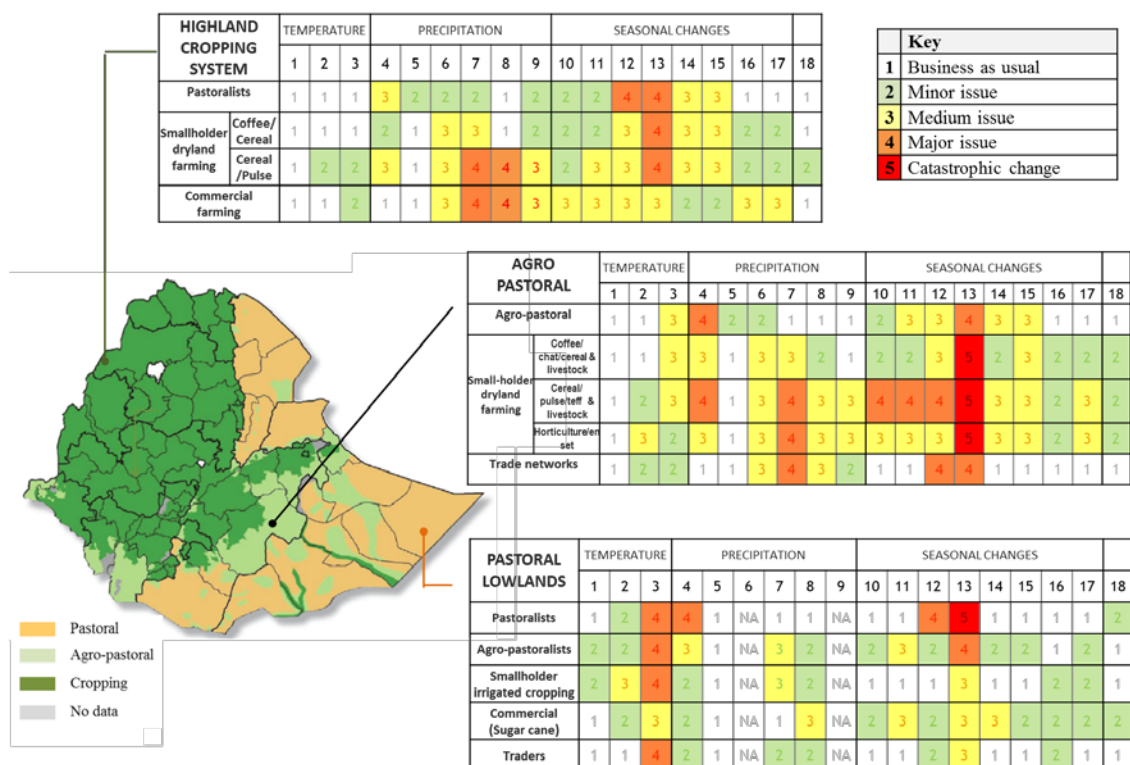 HIGHLAND CROPPING SYSTEM TEMPERATURE PRECIPITATION SEASONAL CHANGES
1 2 3 4 5 6 7 8 9 10 11 12 13 14 15 16 17 18
Pastoralists 1 1 1 3 2 2 2 1 2 2 2 4 4 3 3 1 1 1
Smallholder dryland farming
Coffee/ Cereal 1 1 1 2 1 3 3 1 2 2 2 3 4 3 3 2 2 1
Cereal /Pulse 1 2 2 3 1 3 4 4 3 2 3 3 4 3 3 2 2 2
Commercial farming 1 1 2 1 1 3 4 4 3 3 3 3 3 2 2 3 3 1
Key
1 Business as usual
2 Minor issue
3 Medium issue
4 Major issue
5 Catastrophic change
AGRO PASTORAL TEMPERATURE PRECIPITATION SEASONAL CHANGES
1 2 3 4 5 6 7 8 9 10 11 12 13 14 15 16 17 18
Agro-pastoral 1 1 3 4 2 2 1 1 1 2 3 3 4 3 3 1 1 1
Small-holder dryland farming
Coffee/ chat/cereal & livestock 1 1 3 3 1 3 3 2 1 2 2 3 5 2 3 2 2 2
Cereal/ pulse/teff & livestock 1 2 3 4 1 3 4 3 3 4 4 4 5 3 3 2 3 2
Horticulture/en set 1 3 2 3 1 3 4 3 3 3 3 3 5 3 3 2 3 2
Trade networks 1 2 2 1 1 3 4 3 2 1 1 4 4 1 1 1 1 1
PASTORAL LOWLANDS TEMPERATURE PRECIPITATION SEASONAL CHANGES
1 2 3 4 5 6 7 8 9 10 11 12 13 14 15 16 17 18
Pastoralists 1 2 4 4 1 NA 1 1 NA 1 1 4 5 1 1 1 1 2
Agro-pastoralists 2 2 4 3 1 NA 3 2 NA 2 3 2 4 2 2 1 2 1
Smallholder irrigated cropping 2 3 4 2 1 NA 3 2 NA 1 1 1 3 1 1 2 2 1
Commercial (Sugar cane) 1 2 3 2 1 NA 1 3 NA 2 3 2 3 3 2 2 2 2
Traders 1 1 4 2 1 NA 2 2 NA 1 1 2 3 1 1 2 1 1
Pastoral
Agro-pastoral
Cropping
No data